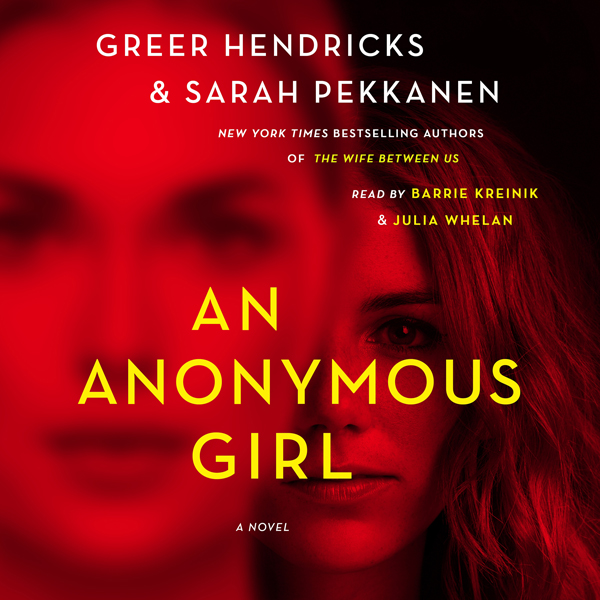 GREER HENDRICKS
& SARAH PEKKANEN
NEW YORK TIMES BESTSELLING AUTHORS
OF THE WIFE BETWEEN US
READ BY BARRIE KREINIK
& JULIA WHELAN
AN
ANONYMOUS
GIRL
A NOVEL